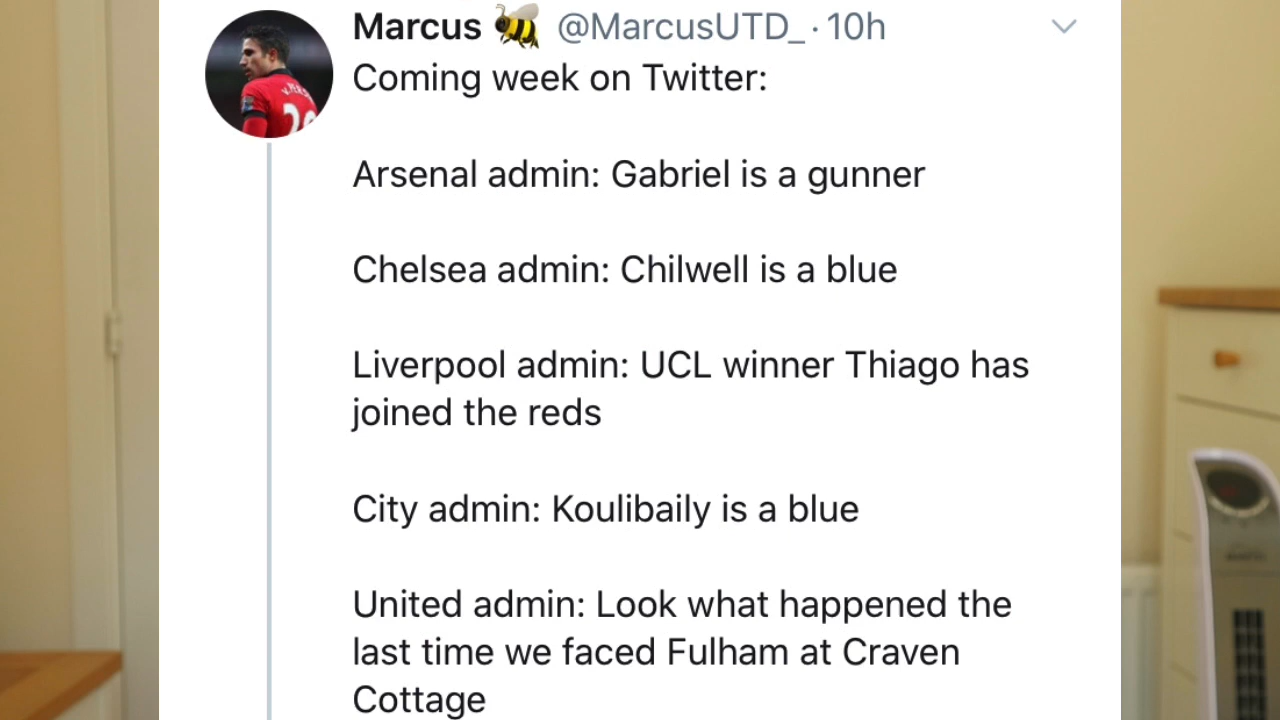 Marcus 🐝 @MarcusUTD_ · 10h
Coming week on Twitter:
Arsenal admin: Gabriel is a gunner
Chelsea admin: Chilwell is a blue
Liverpool admin: UCL winner Thiago has
joined the reds
City admin: Koulibaily is a blue
United admin: Look what happened the
last time we faced Fulham at Craven
Cottage